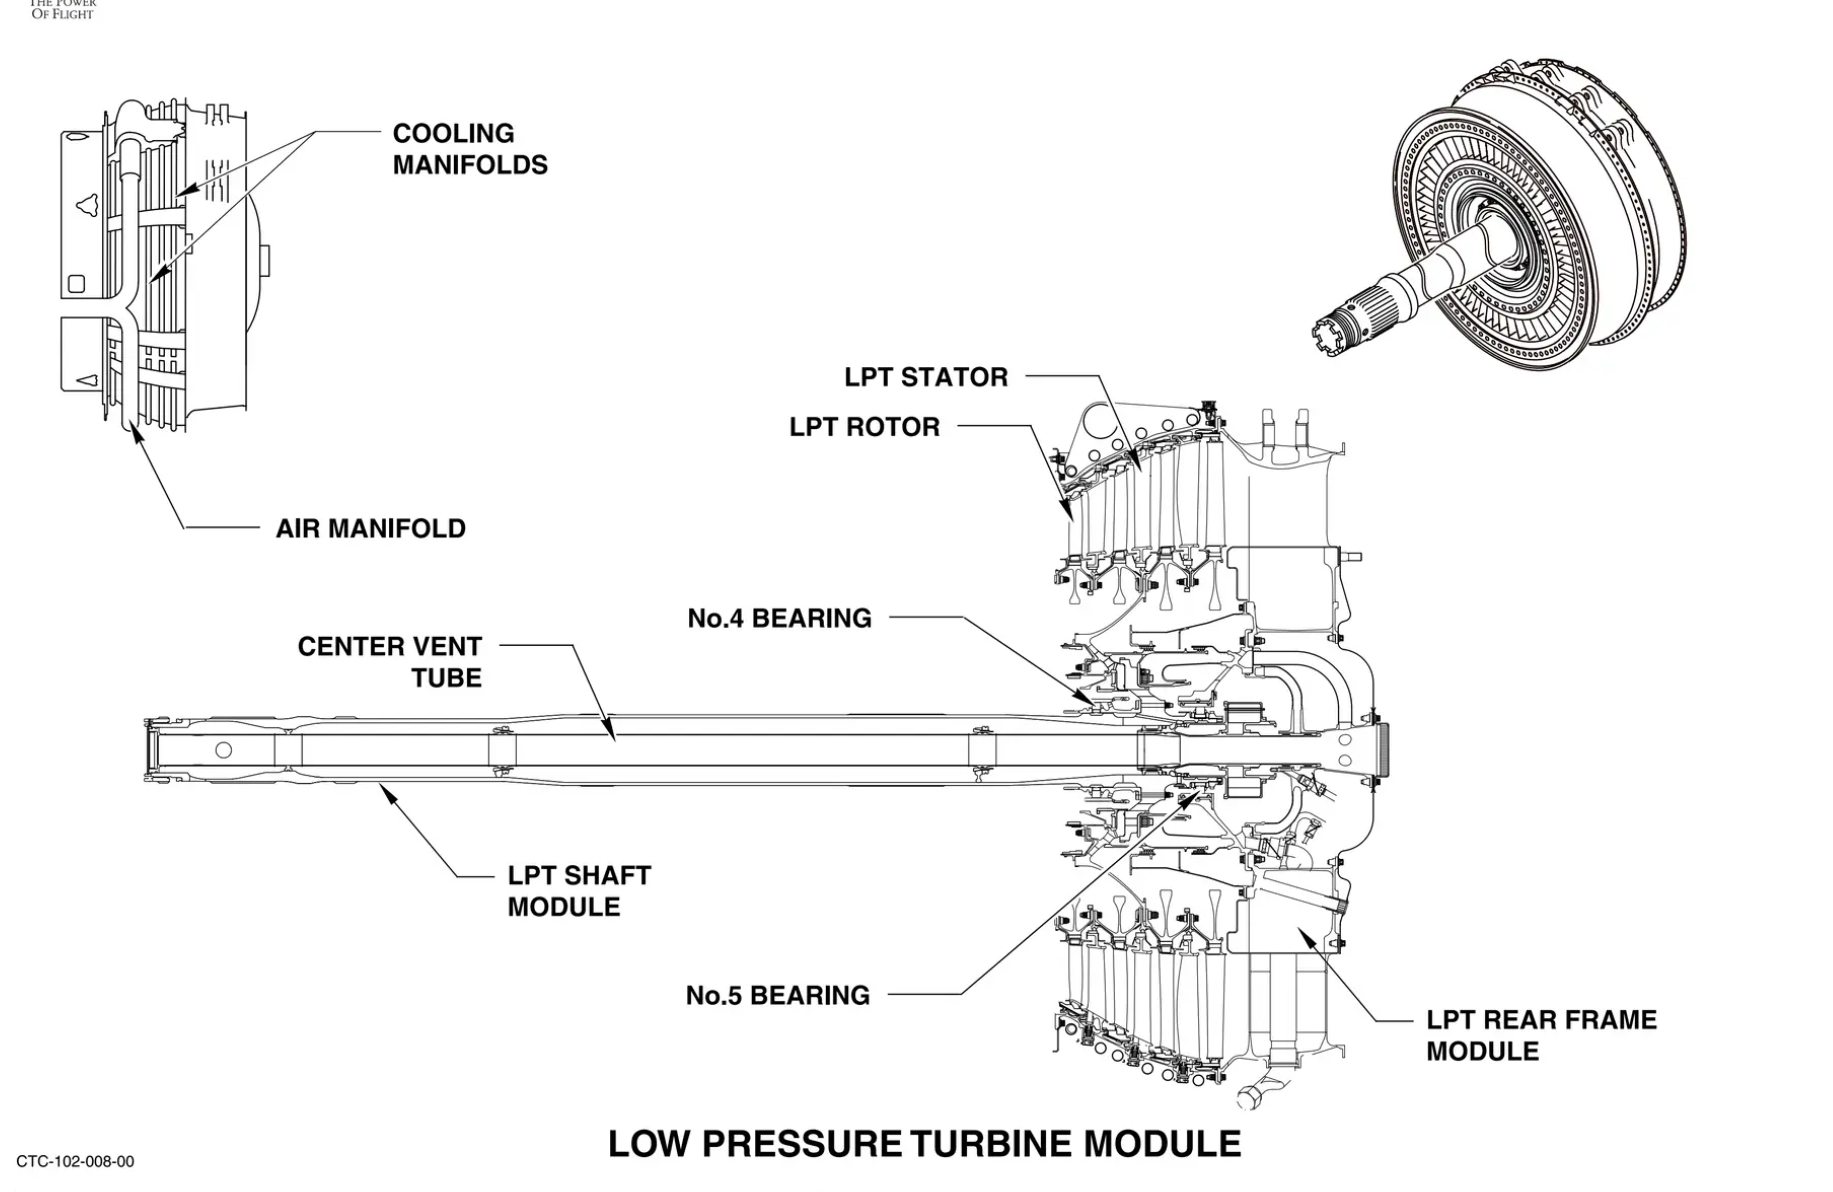 THE POWER
OF FLIGHT
COOLING
MANIFOLDS
LPT STATOR
LPT ROTOR
AIR MANIFOLD
No.4 BEARING
CENTER VENT
TUBE
LPT SHAFT
MODULE
No.5 BEARING
LPT REAR FRAME
MODULE
LOW PRESSURE TURBINE MODULE
CTC-102-008-00